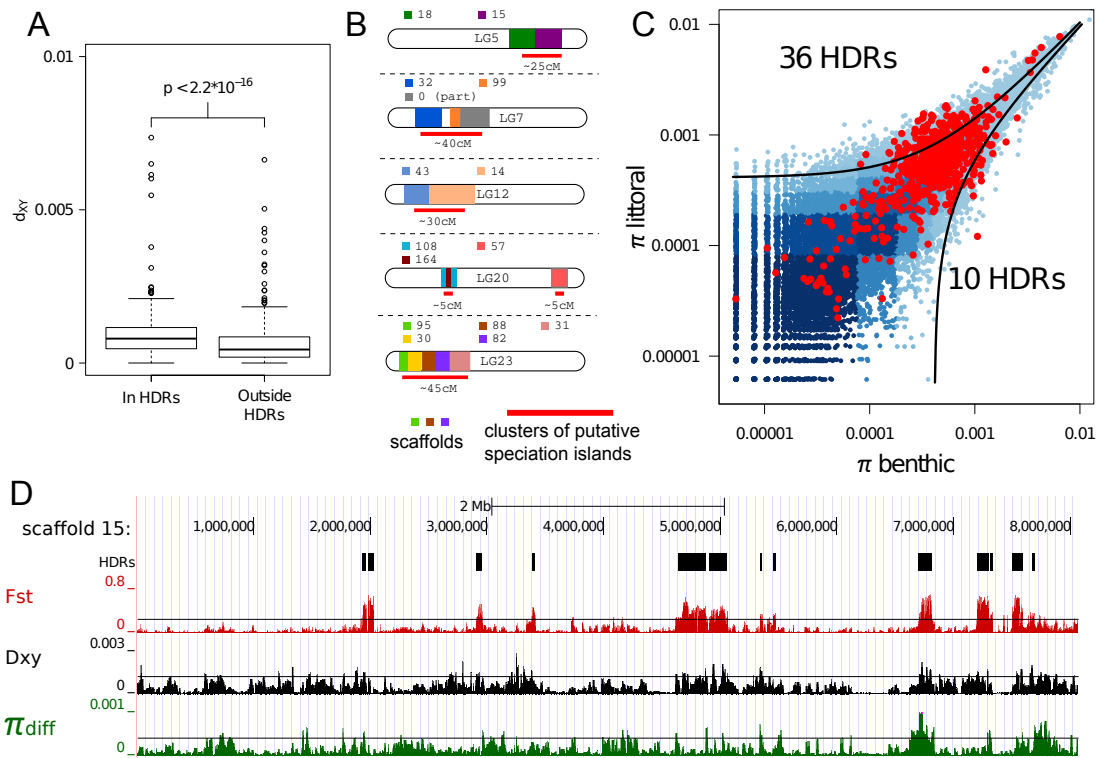 A
0.01
p < 2.2*10⁻¹⁶
dXY
0.005
0
In HDRs
Outside
HDRs
B
18 15
LG5
~25cM
32 99
0 (part)
LG7
~40cM
43 14
LG12
~30cM
108 57
164
LG20
~5cM ~5cM
95 88 31
30 82
LG23
~45cM
scaffolds
clusters of putative
speciation islands
C
0.01
36 HDRs
0.001
π littoral
0.0001
10 HDRs
0.00001
0.00001 0.0001 0.001 0.01
π benthic
D
2 Mb
scaffold 15: 1,000,000 2,000,000 3,000,000 4,000,000 5,000,000 6,000,000 7,000,000 8,000,000
HDRs
0.8
Fst
0
0.003
Dxy
0
0.001
πdiff
0